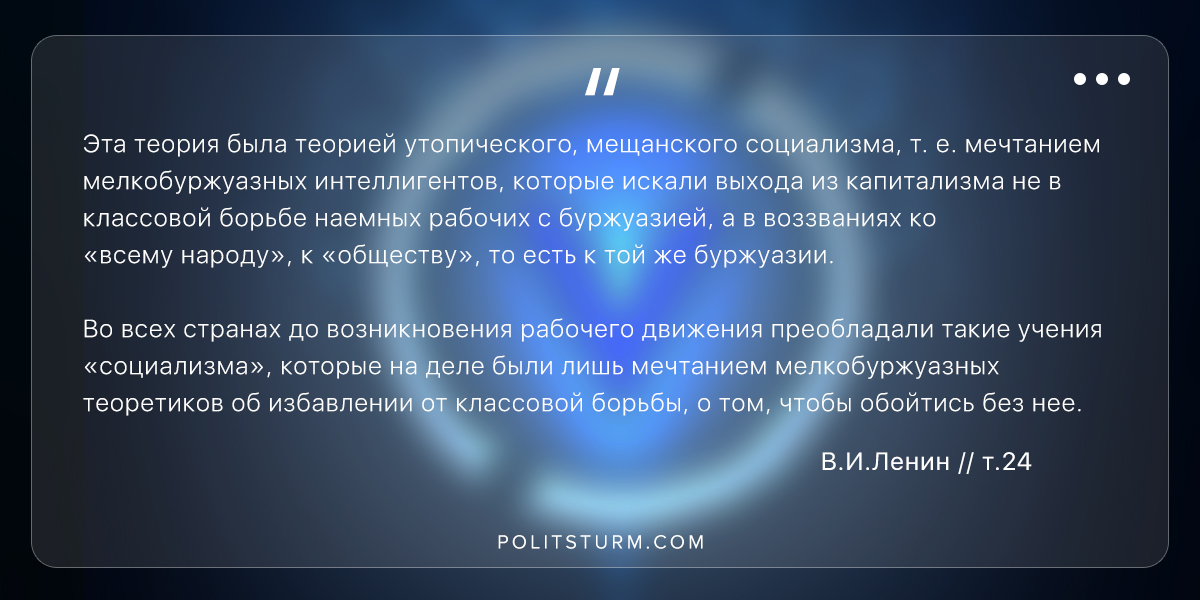 "
Эта теория была теорией утопического, мещанского социализма, т. е. мечтанием
мелкобуржуазных интеллигентов, которые искали выхода из капитализма не в
классовой борьбе наемных рабочих с буржуазией, а в воззваниях ко
«всему народу», к «обществу», то есть к той же буржуазии.
Во всех странах до возникновения рабочего движения преобладали такие учения
«социализма», которые на деле были лишь мечтанием мелкобуржуазных
теоретиков об избавлении от классовой борьбы, о том, чтобы обойтись без нее.
В.И.Ленин // т.24
POLITSTURM.COM